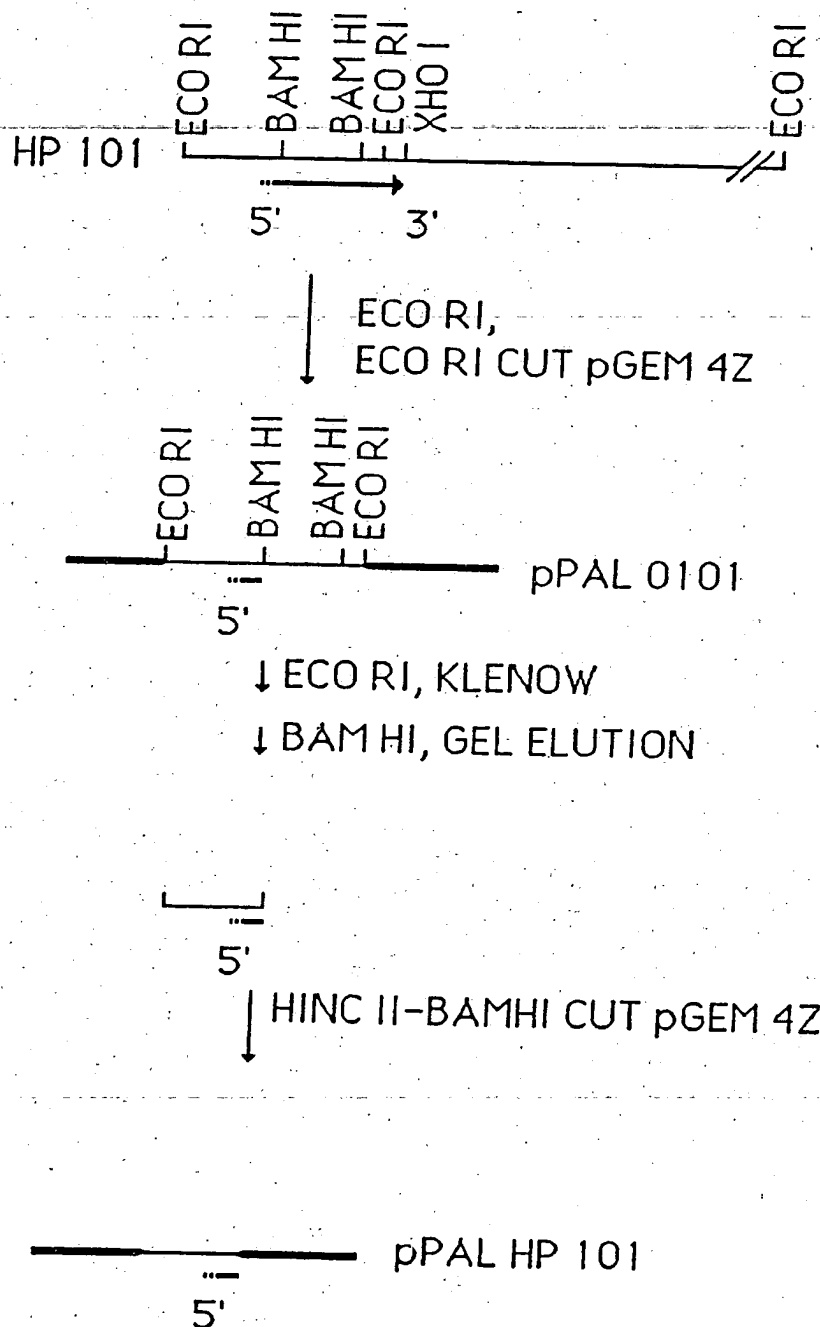 ECO RI
BAM HI
BAM HI
ECO RI
XHO I
ECO RI
HP 101
5' 3'
ECO RI,
ECO RI CUT pGEM 4Z
ECO RI
BAM HI
BAM HI
ECO RI
pPAL 0101
5'
↓ ECO RI, KLENOW
↓ BAM HI, GEL ELUTION
5'
HINC II-BAMHI CUT pGEM 4Z
pPAL HP 101
5'